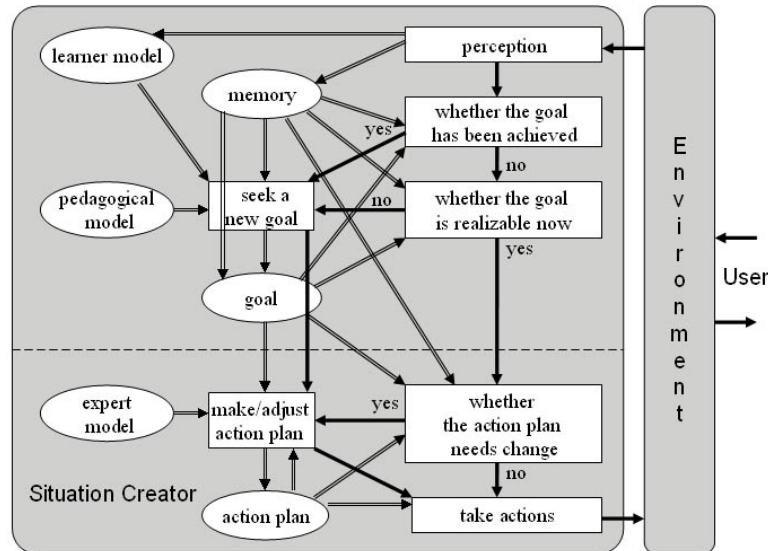 learner model
perception
memory
whether the goal
has been achieved
yes
no
pedagogical
model
seek a
new goal
no
whether the goal
is realizable now
yes
goal
Environment
User
expert
model
make/adjust
action plan
yes
whether
the action plan
needs change
no
Situation Creator
action plan
take actions